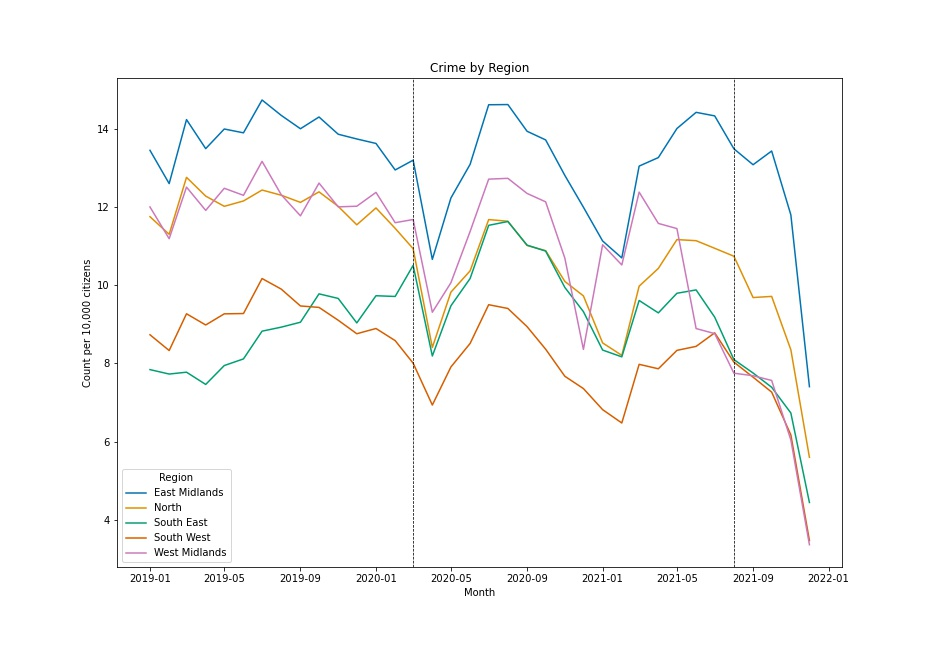 Crime by Region
Count per 10,000 citizens
14
12
10
8
6
4
Region
East Midlands
North
South East
South West
West Midlands
2019-01 2019-05 2019-09 2020-01 2020-05 2020-09 2021-01 2021-05 2021-09 2022-01
Month